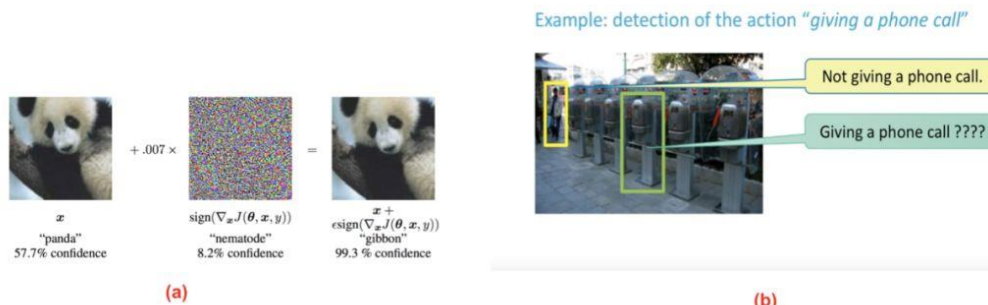 + .007 ×
=
x
"panda"
57.7% confidence
sign(∇ₓJ(θ, x, y))
"nematode"
8.2% confidence
x +
ϵsign(∇ₓJ(θ, x, y))
"gibbon"
99.3 % confidence
(a)
Example: detection of the action "giving a phone call"
Not giving a phone call.
Giving a phone call ????
(b)